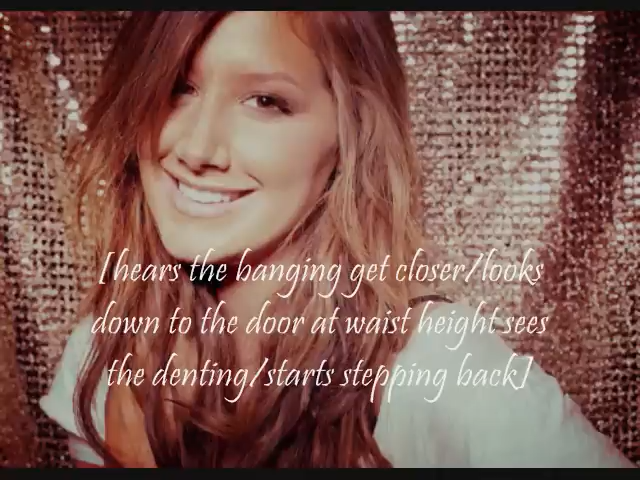 [hears the banging get closer/looks
down to the door at waist height sees
the denting/starts stepping back]